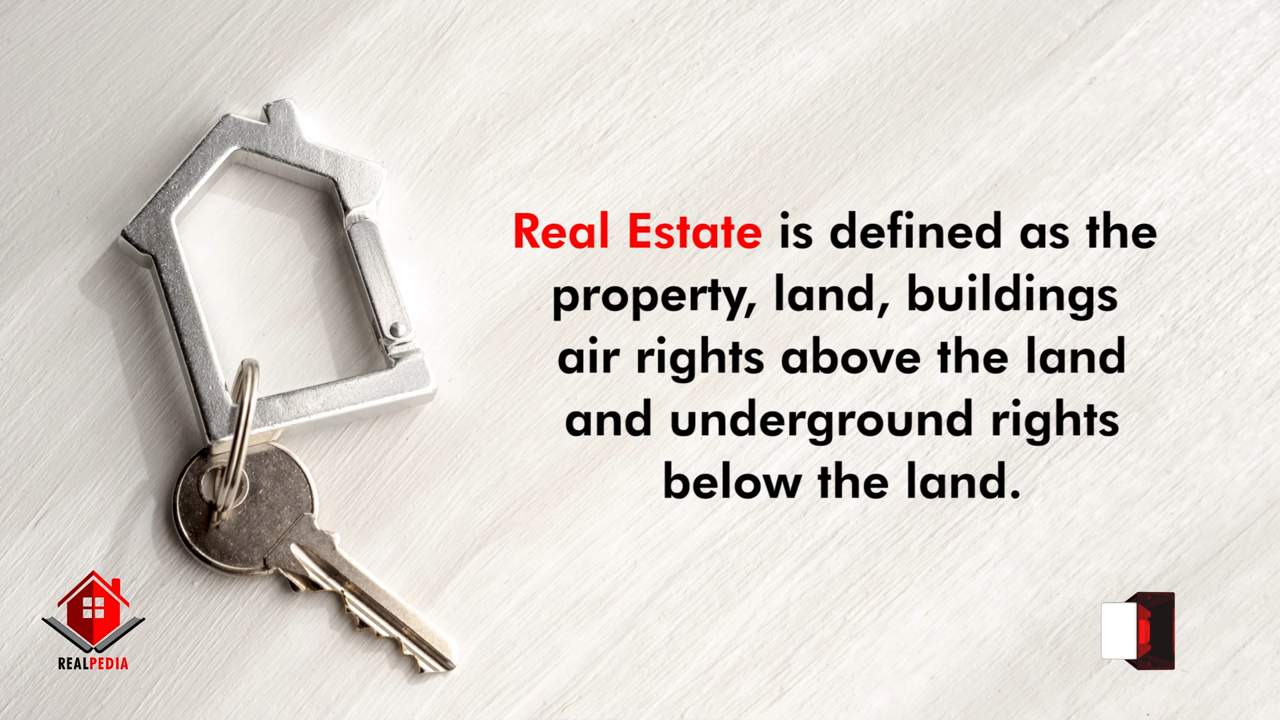 Real Estate is defined as the
property, land, buildings
air rights above the land
and underground rights
below the land.
REALPEDIA